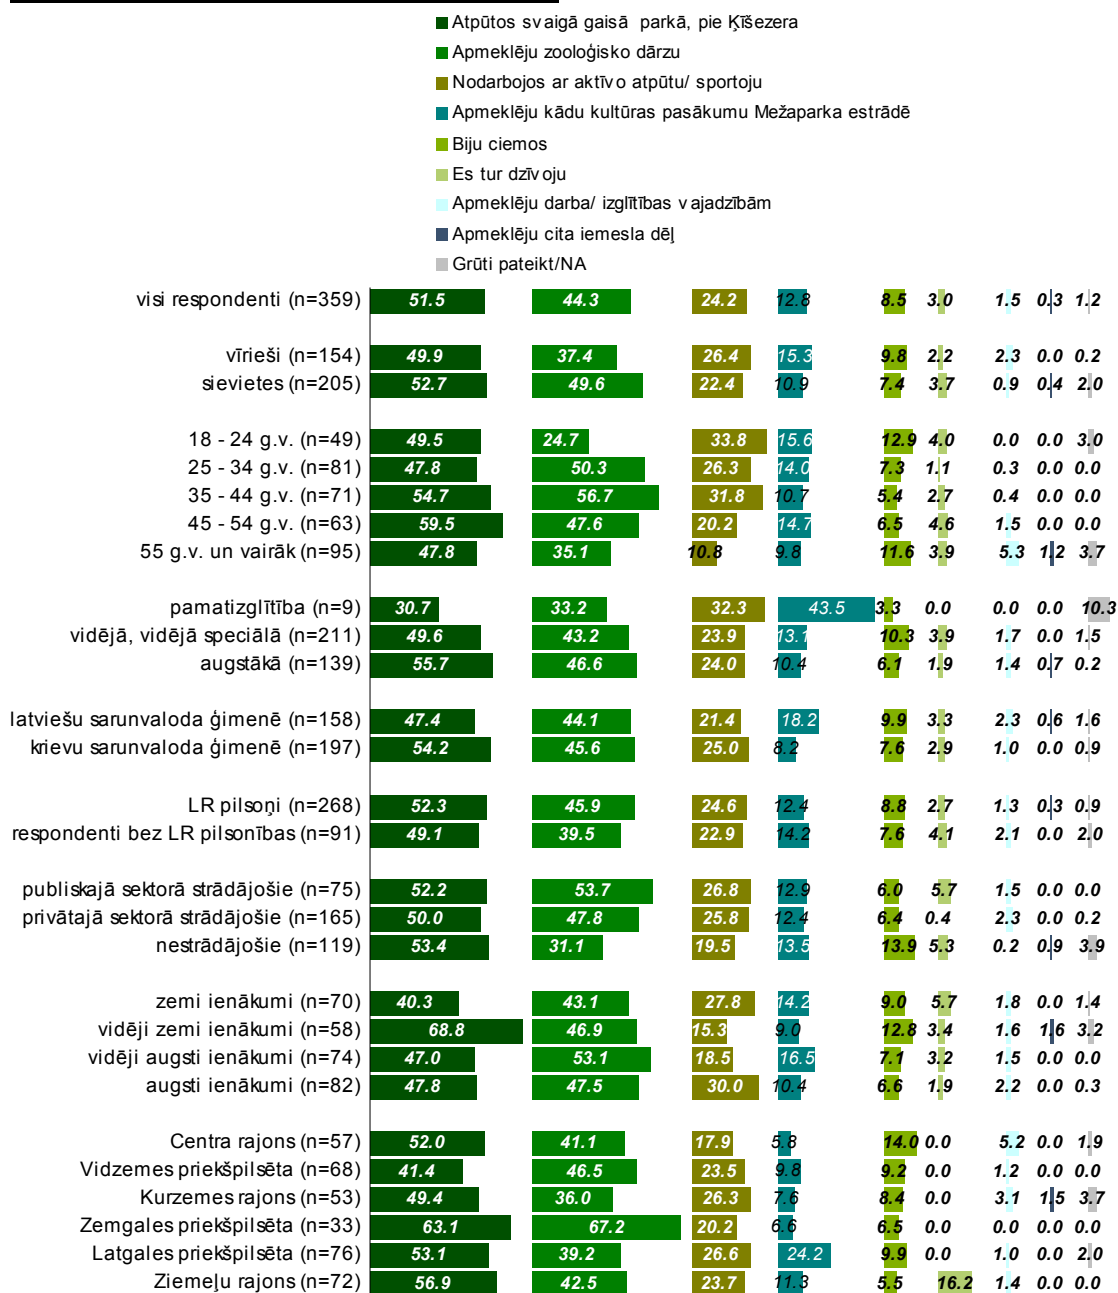 Atpūtos svaigā gaisā parkā, pie Ķīšezera
Apmeklēju zooloģisko dārzu
Nodarbojos ar aktīvo atpūtu/ sportoju
Apmeklēju kādu kultūras pasākumu Mežaparka estrādē
Biju ciemos
Es tur dzīvoju
Apmeklēju darba/ izglītības vajadzībām
Apmeklēju cita iemesla dēļ
Grūti pateikt/NA
visi respondenti (n=359) 51.5 44.3 24.2 12.8 8.5 3.0 1.5 0.3 1.2
vīrieši (n=154) 49.9 37.4 26.4 15.3 9.8 2.2 2.3 0.0 0.2
sievietes (n=205) 52.7 49.6 22.4 10.9 7.4 3.7 0.9 0.4 2.0
18 - 24 g.v. (n=49) 49.5 24.7 33.8 15.6 12.9 4.0 0.0 0.0 3.0
25 - 34 g.v. (n=81) 47.8 50.3 26.3 14.0 7.3 1.1 0.3 0.0 0.0
35 - 44 g.v. (n=71) 54.7 56.7 31.8 10.7 5.4 2.7 0.4 0.0 0.0
45 - 54 g.v. (n=63) 59.5 47.6 20.2 14.7 6.5 4.6 1.5 0.0 0.0
55 g.v. un vairāk (n=95) 47.8 35.1 10.8 9.8 11.6 3.9 5.3 1.2 3.7
pamatizglītība (n=9) 30.7 33.2 32.3 43.5 3.3 0.0 0.0 0.0 10.3
vidējā, vidējā speciālā (n=211) 49.6 43.2 23.9 13.1 10.3 3.9 1.7 0.0 1.5
augstākā (n=139) 55.7 46.6 24.0 10.4 6.1 1.9 1.4 0.7 0.2
latviešu sarunvaloda ģimenē (n=158) 47.4 44.1 21.4 18.2 9.9 3.3 2.3 0.6 1.6
krievu sarunvaloda ģimenē (n=197) 54.2 45.6 25.0 8.2 7.6 2.9 1.0 0.0 0.9
LR pilsoņi (n=268) 52.3 45.9 24.6 12.4 8.8 2.7 1.3 0.3 0.9
respondenti bez LR pilsonības (n=91) 49.1 39.5 22.9 14.2 7.6 4.1 2.1 0.0 2.0
publiskajā sektorā strādājošie (n=75) 52.2 53.7 26.8 12.9 6.0 5.7 1.5 0.0 0.0
privātajā sektorā strādājošie (n=165) 50.0 47.8 25.8 12.4 6.4 0.4 2.3 0.0 0.2
nestrādājošie (n=119) 53.4 31.1 19.5 13.5 13.9 5.3 0.2 0.9 3.9
zemi ienākumi (n=70) 40.3 43.1 27.8 14.2 9.0 5.7 1.8 0.0 1.4
vidēji zemi ienākumi (n=58) 68.8 46.9 15.3 9.0 12.8 3.4 1.6 1.6 3.2
vidēji augsti ienākumi (n=74) 47.0 53.1 18.5 16.5 7.1 3.2 1.5 0.0 0.0
augsti ienākumi (n=82) 47.8 47.5 30.0 10.4 6.6 1.9 2.2 0.0 0.3
Centra rajons (n=57) 52.0 41.1 17.9 5.8 14.0 0.0 5.2 0.0 1.9
Vidzemes priekšpilsēta (n=68) 41.4 46.5 23.5 9.8 9.2 0.0 1.2 0.0 0.0
Kurzemes rajons (n=53) 49.4 36.0 26.3 7.6 8.4 0.0 3.1 1.5 3.7
Zemgales priekšpilsēta (n=33) 63.1 67.2 20.2 6.6 6.5 0.0 0.0 0.0 0.0
Latgales priekšpilsēta (n=76) 53.1 39.2 26.6 24.2 9.9 0.0 1.0 0.0 2.0
Ziemeļu rajons (n=72) 56.9 42.5 23.7 11.3 5.5 16.2 1.4 0.0 0.0